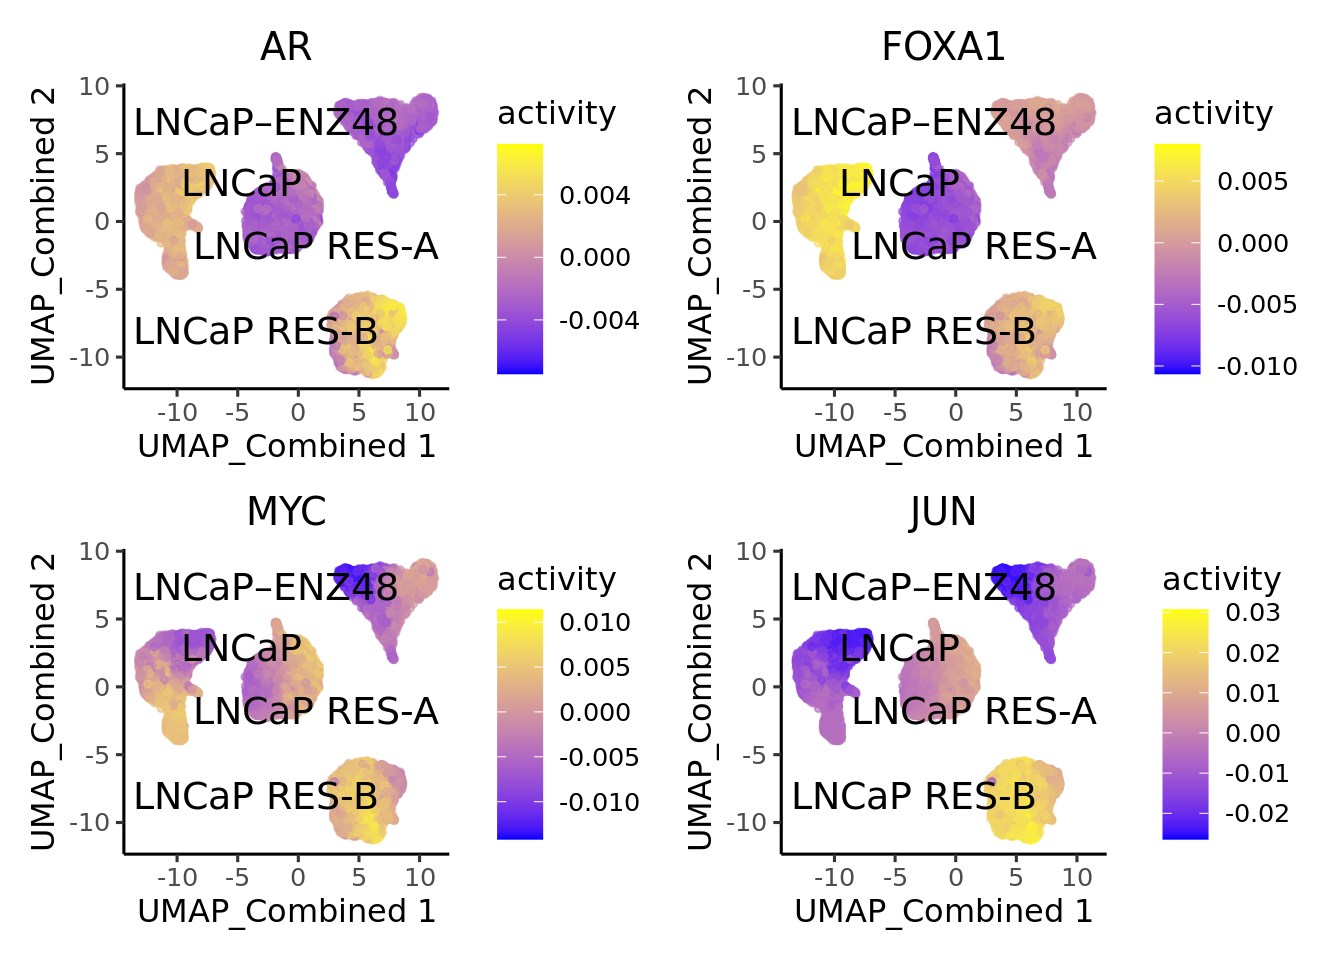 AR
UMAP_Combined 2
10
5
0
-5
-10
LNCaP–ENZ48
LNCaP
LNCaP RES-A
LNCaP RES-B
-10 -5 0 5 10
UMAP_Combined 1
activity
0.004
0.000
-0.004
FOXA1
UMAP_Combined 2
10
5
0
-5
-10
LNCaP–ENZ48
LNCaP
LNCaP RES-A
LNCaP RES-B
-10 -5 0 5 10
UMAP_Combined 1
activity
0.005
0.000
-0.005
-0.010
MYC
UMAP_Combined 2
10
5
0
-5
-10
LNCaP–ENZ48
LNCaP
LNCaP RES-A
LNCaP RES-B
-10 -5 0 5 10
UMAP_Combined 1
activity
0.010
0.005
0.000
-0.005
-0.010
JUN
UMAP_Combined 2
10
5
0
-5
-10
LNCaP–ENZ48
LNCaP
LNCaP RES-A
LNCaP RES-B
-10 -5 0 5 10
UMAP_Combined 1
activity
0.03
0.02
0.01
0.00
-0.01
-0.02